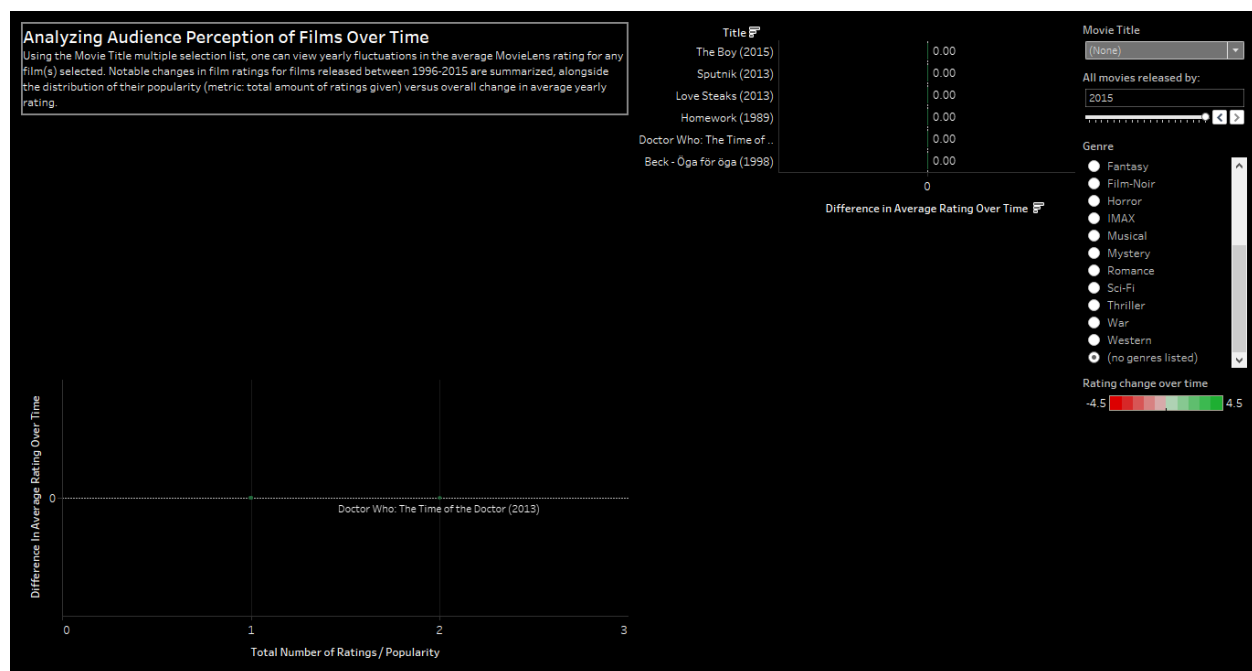 Analyzing Audience Perception of Films Over Time
Using the Movie Title multiple selection list, one can view yearly fluctuations in the average MovieLens rating for any
film(s) selected. Notable changes in film ratings for films released between 1996-2015 are summarized, alongside
the distribution of their popularity (metric: total amount of ratings given) versus overall change in average yearly
rating.
Title
The Boy (2015) 0.00
Sputnik (2013) 0.00
Love Steaks (2013) 0.00
Homework (1989) 0.00
Doctor Who: The Time of .. 0.00
Beck - Öga för öga (1998) 0.00
0
Difference in Average Rating Over Time
Movie Title
(None)
All movies released by:
2015
Genre
Fantasy
Film-Noir
Horror
IMAX
Musical
Mystery
Romance
Sci-Fi
Thriller
War
Western
(no genres listed)
Rating change over time
-4.5 4.5
Difference In Average Rating Over Time
0
Doctor Who: The Time of the Doctor (2013)
0 1 2 3
Total Number of Ratings / Popularity